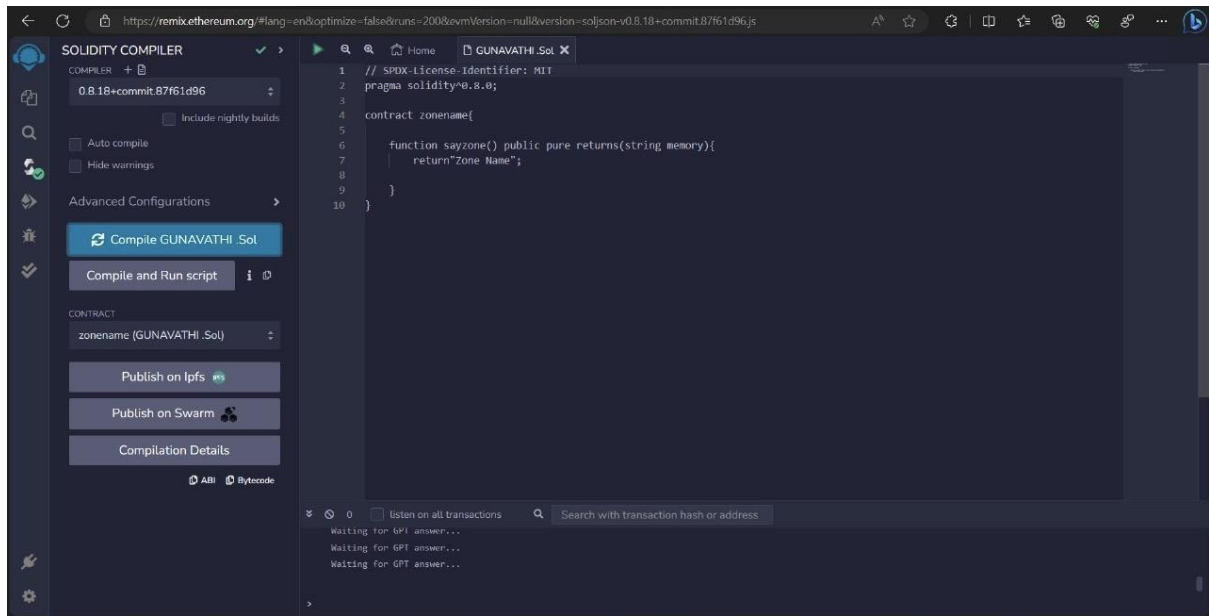 https://remix.ethereum.org/#lang=en&optimize=false&runs=200&evmVersion=null&version=soljson-v0.8.18+commit.87f61d96.js
SOLIDITY COMPILER
COMPILER
0.8.18+commit.87f61d96
Include nightly builds
Auto compile
Hide warnings
Advanced Configurations
Compile GUNAVATHI .Sol
Compile and Run script
CONTRACT
zonename (GUNAVATHI .Sol)
Publish on Ipfs
Publish on Swarm
Compilation Details
ABI Bytecode
Home GUNAVATHI .Sol
1 // SPDX-License-Identifier: MIT
2 pragma solidity^0.8.0;
3
4 contract zonename{
5
6 function sayzone() public pure returns(string memory){
7 return"Zone Name";
8
9 }
10 }
0 listen on all transactions Search with transaction hash or address
Waiting for GPT answer...
Waiting for GPT answer...
Waiting for GPT answer...
>